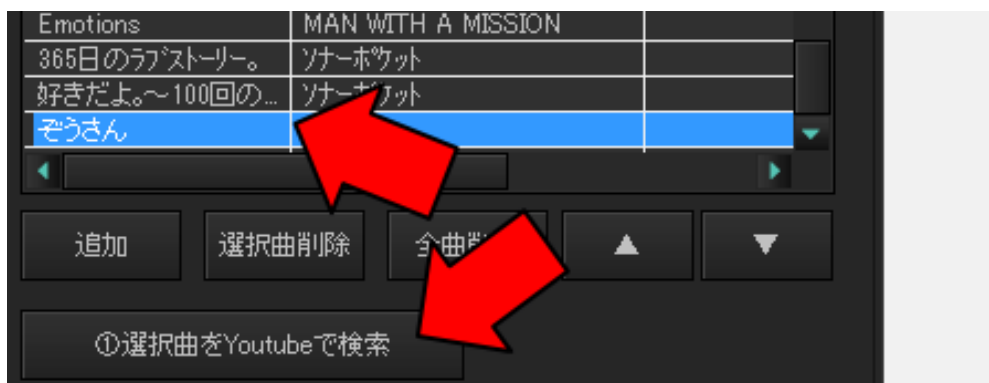 Emotions MAN WITH A MISSION
365日のラブストーリー。 ソナーポケット
好きだよ。～100回の... ソナーポケット
ぞうさん
追加 選択曲削除 全曲削 ▲ ▼
①選択曲をYoutubeで検索